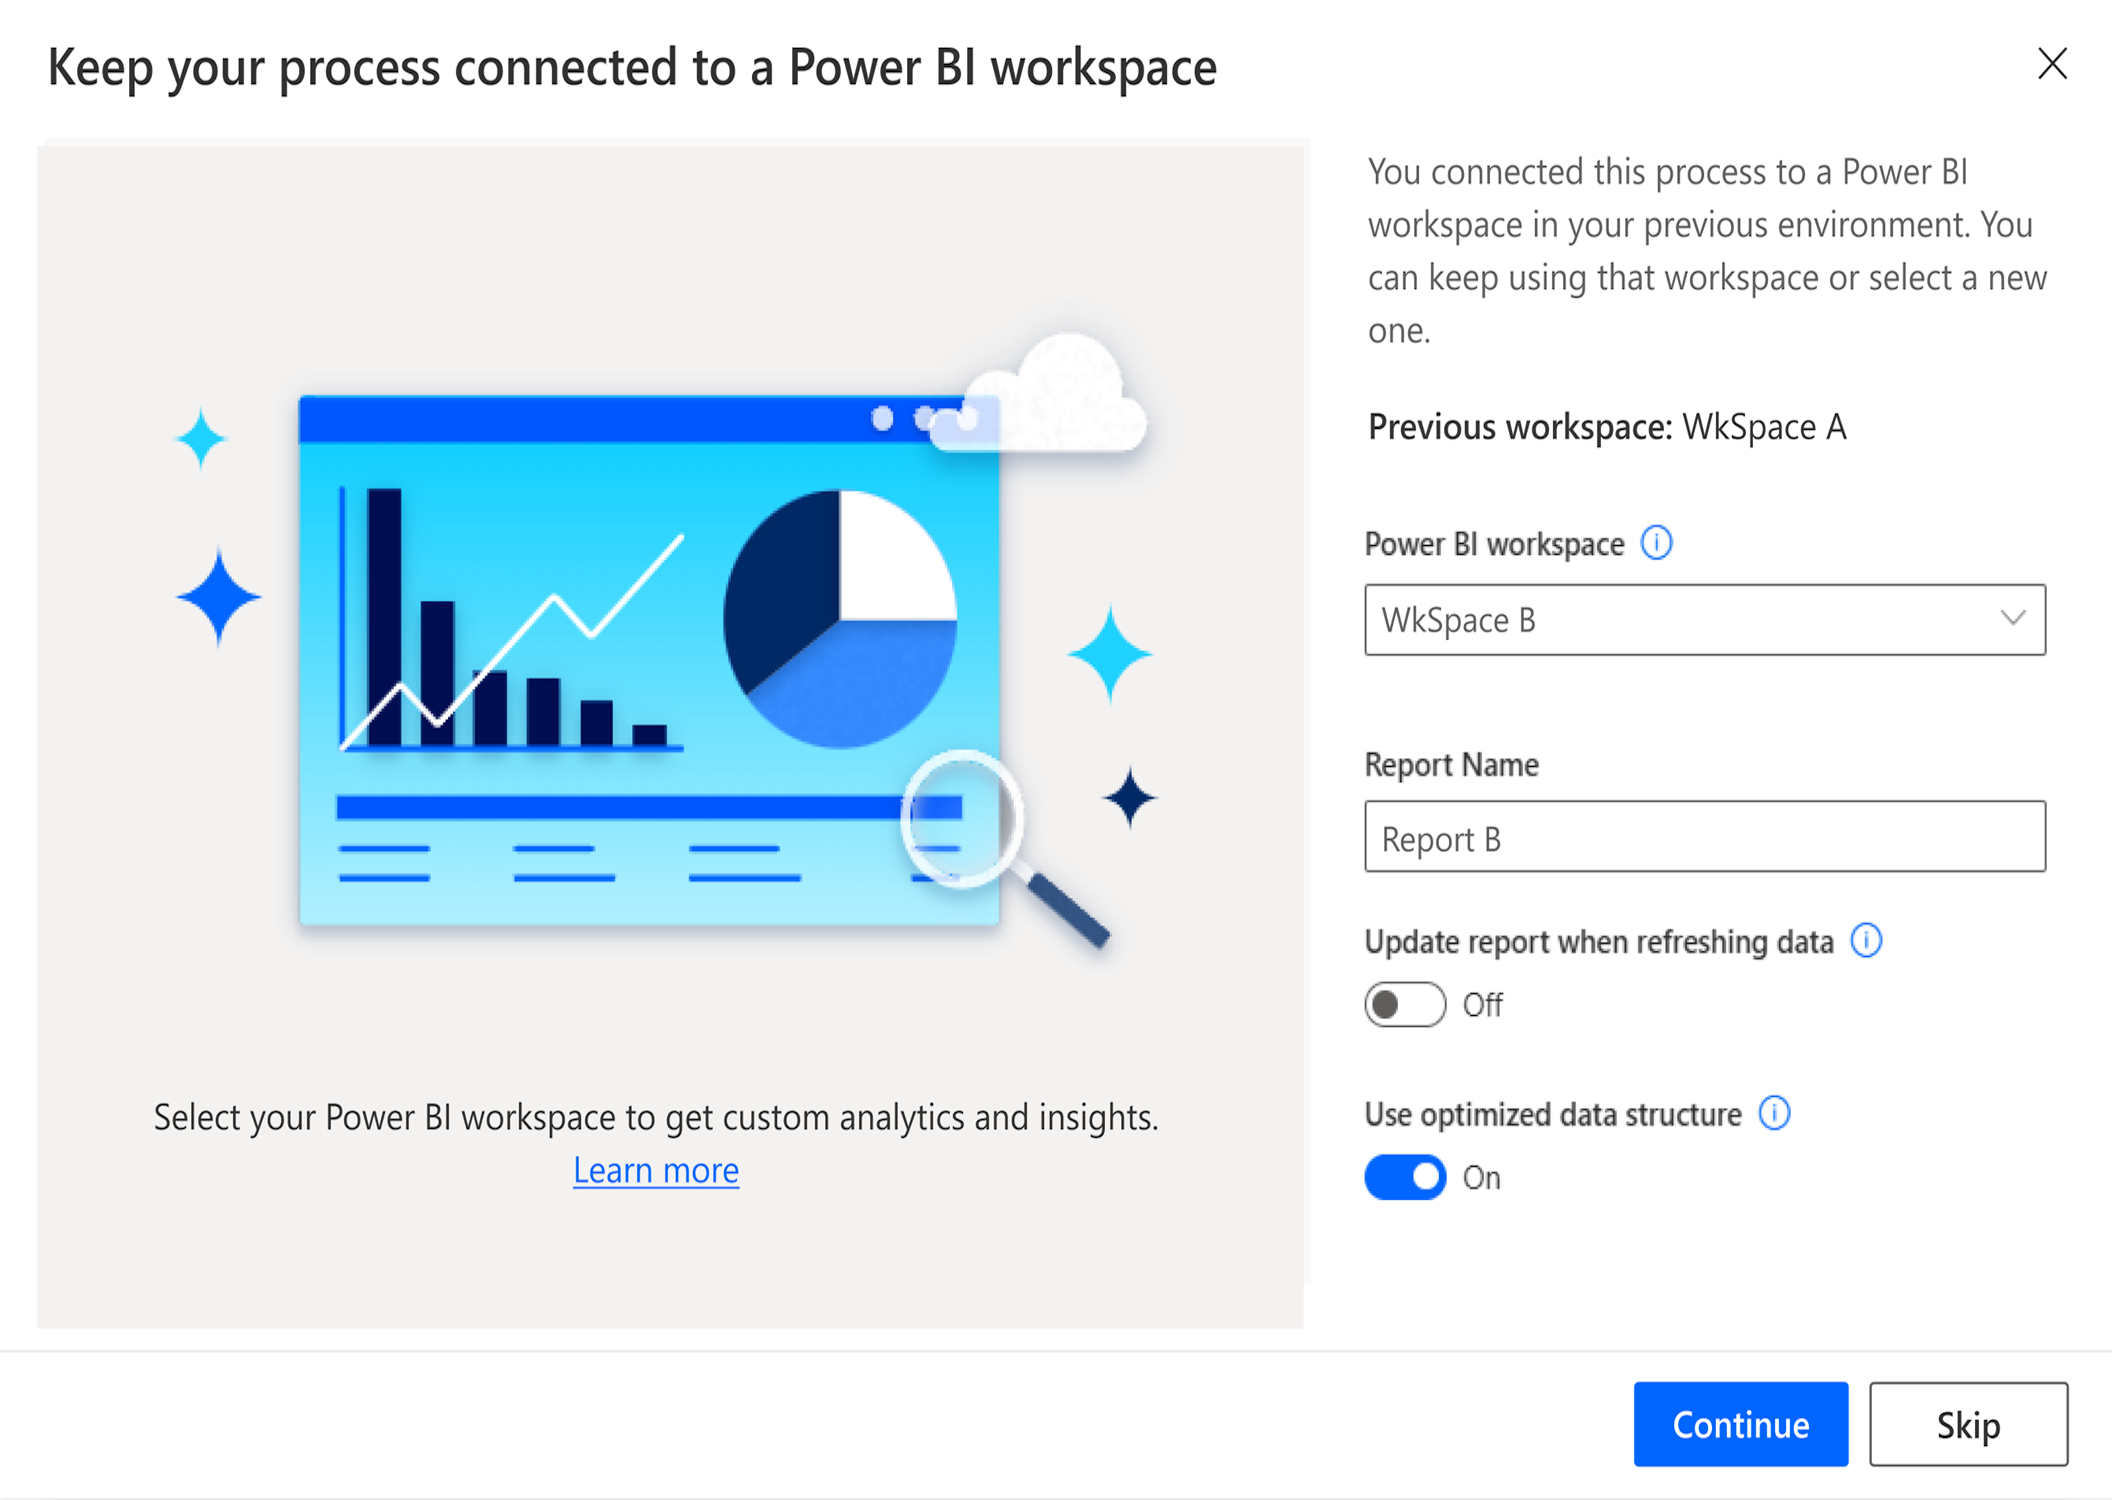 Keep your process connected to a Power BI workspace
You connected this process to a Power BI
workspace in your previous environment. You
can keep using that workspace or select a new
one.
Previous workspace: WkSpace A
Power BI workspace
WkSpace B
Report Name
Report B
Update report when refreshing data
Off
Use optimized data structure
On
Select your Power BI workspace to get custom analytics and insights.
Learn more
Continue
Skip